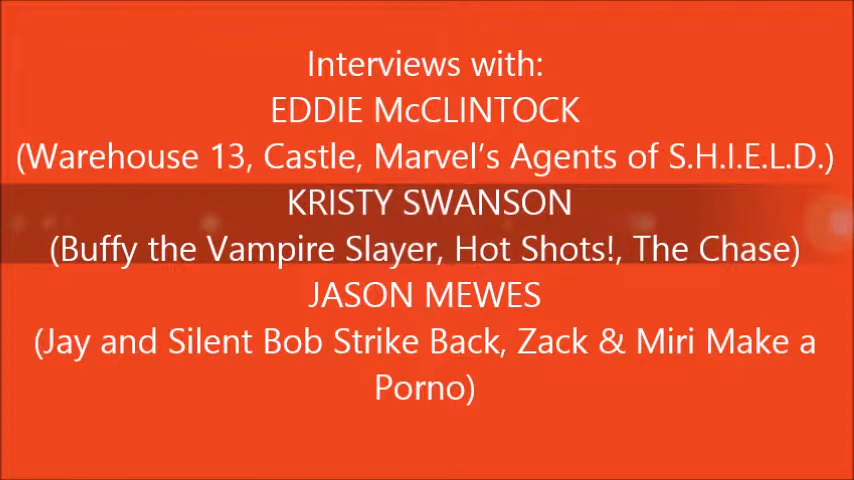 Interviews with:
EDDIE McCLINTOCK
(Warehouse 13, Castle, Marvel’s Agents of S.H.I.E.L.D.)
KRISTY SWANSON
(Buffy the Vampire Slayer, Hot Shots!, The Chase)
JASON MEWES
(Jay and Silent Bob Strike Back, Zack & Miri Make a
Porno)